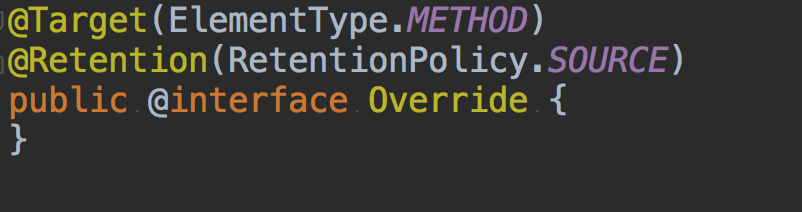 @Target(ElementType.METHOD)
@Retention(RetentionPolicy.SOURCE)
public @interface Override {
}